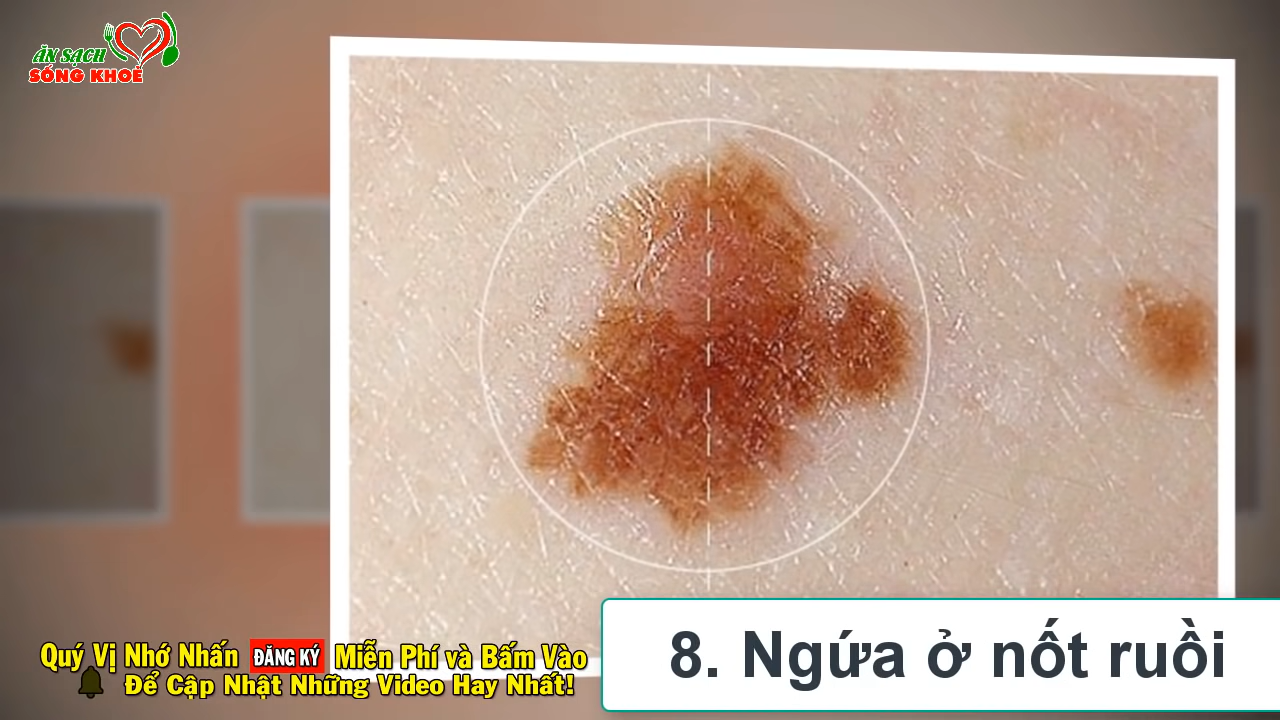 ĂN SẠCH
SỐNG KHOẺ
8. Ngứa ở nốt ruồi
Quý Vị Nhớ Nhấn ĐĂNG KÝ Miễn Phí và Bấm Vào
Để Cập Nhật Những Video Hay Nhất!